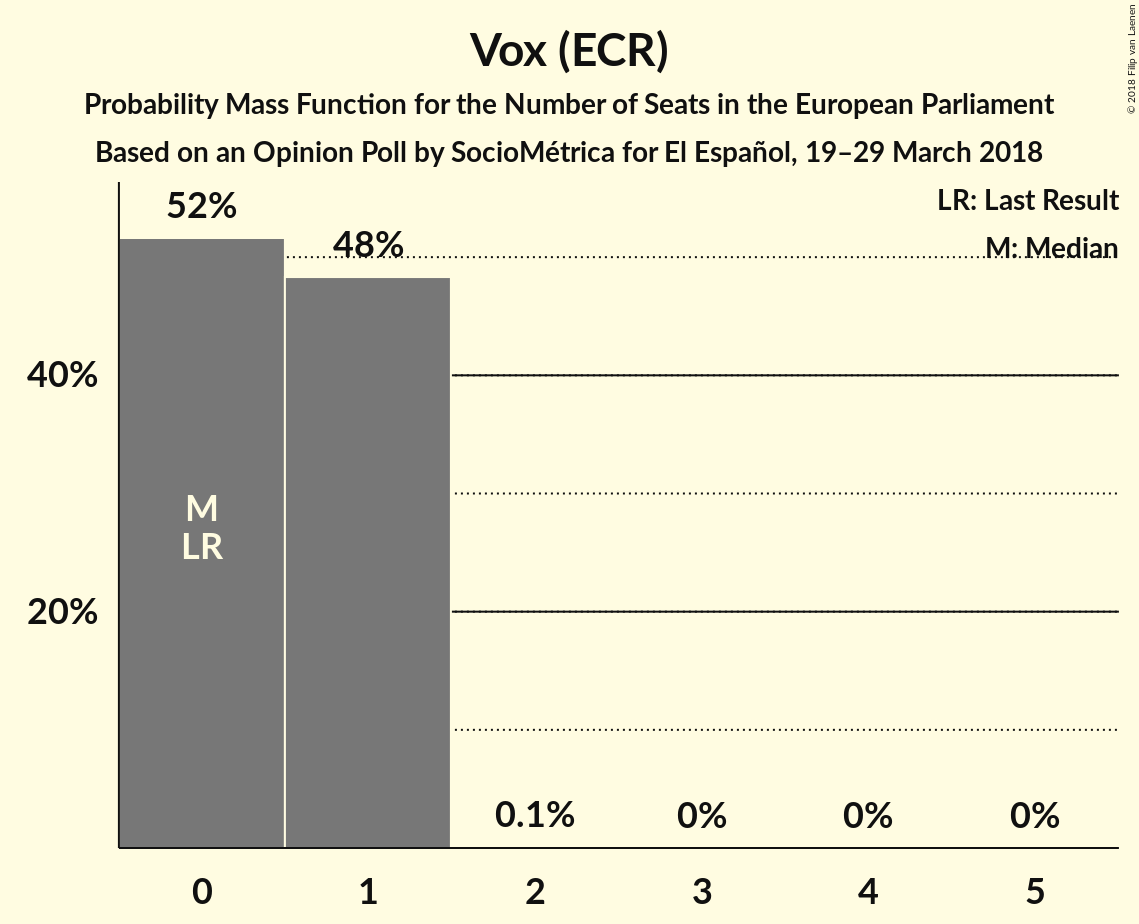 Vox (ECR)
Probability Mass Function for the Number of Seats in the European Parliament
Based on an Opinion Poll by SocioMétrica for El Español, 19–29 March 2018
© 2018 Filip van Laenen
LR: Last Result
M: Median
52%
48%
40%
20%
M
LR
0.1%
0%
0%
0%
0
1
2
3
4
5